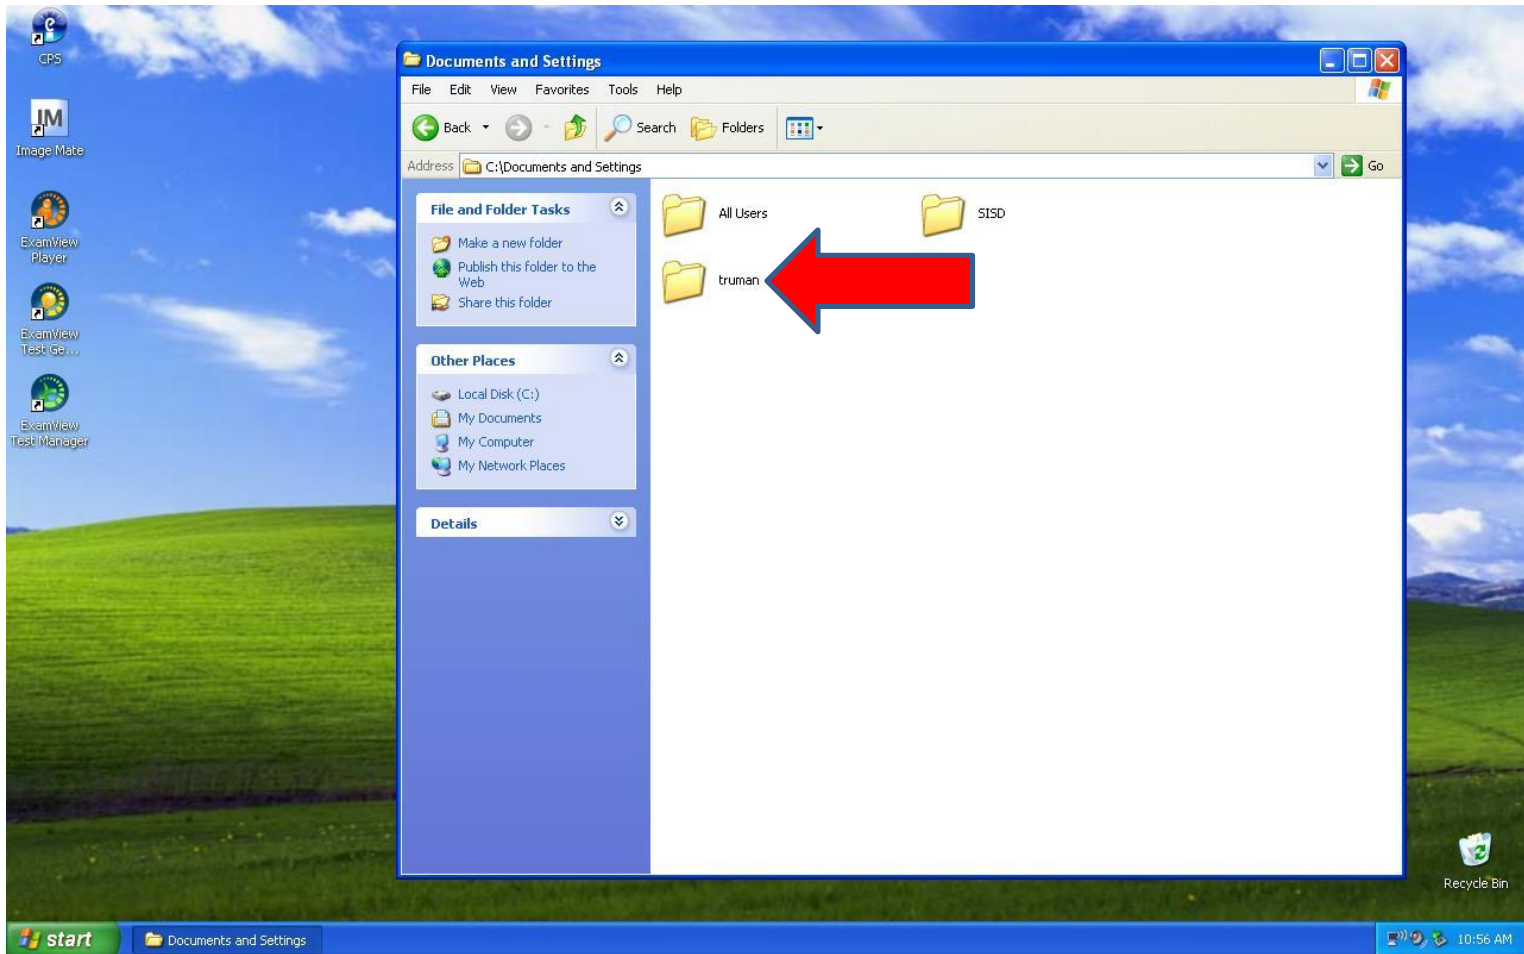 CPS
Image Mate
ExamView
Player
ExamView
Test Ge...
ExamView
Test Manager
Documents and Settings
File Edit View Favorites Tools Help
Back Search Folders
Address C:\Documents and Settings Go
File and Folder Tasks
Make a new folder
Publish this folder to the
Web
Share this folder
Other Places
Local Disk (C:)
My Documents
My Computer
My Network Places
Details
All Users SISD
truman
Recycle Bin
start Documents and Settings 10:56 AM